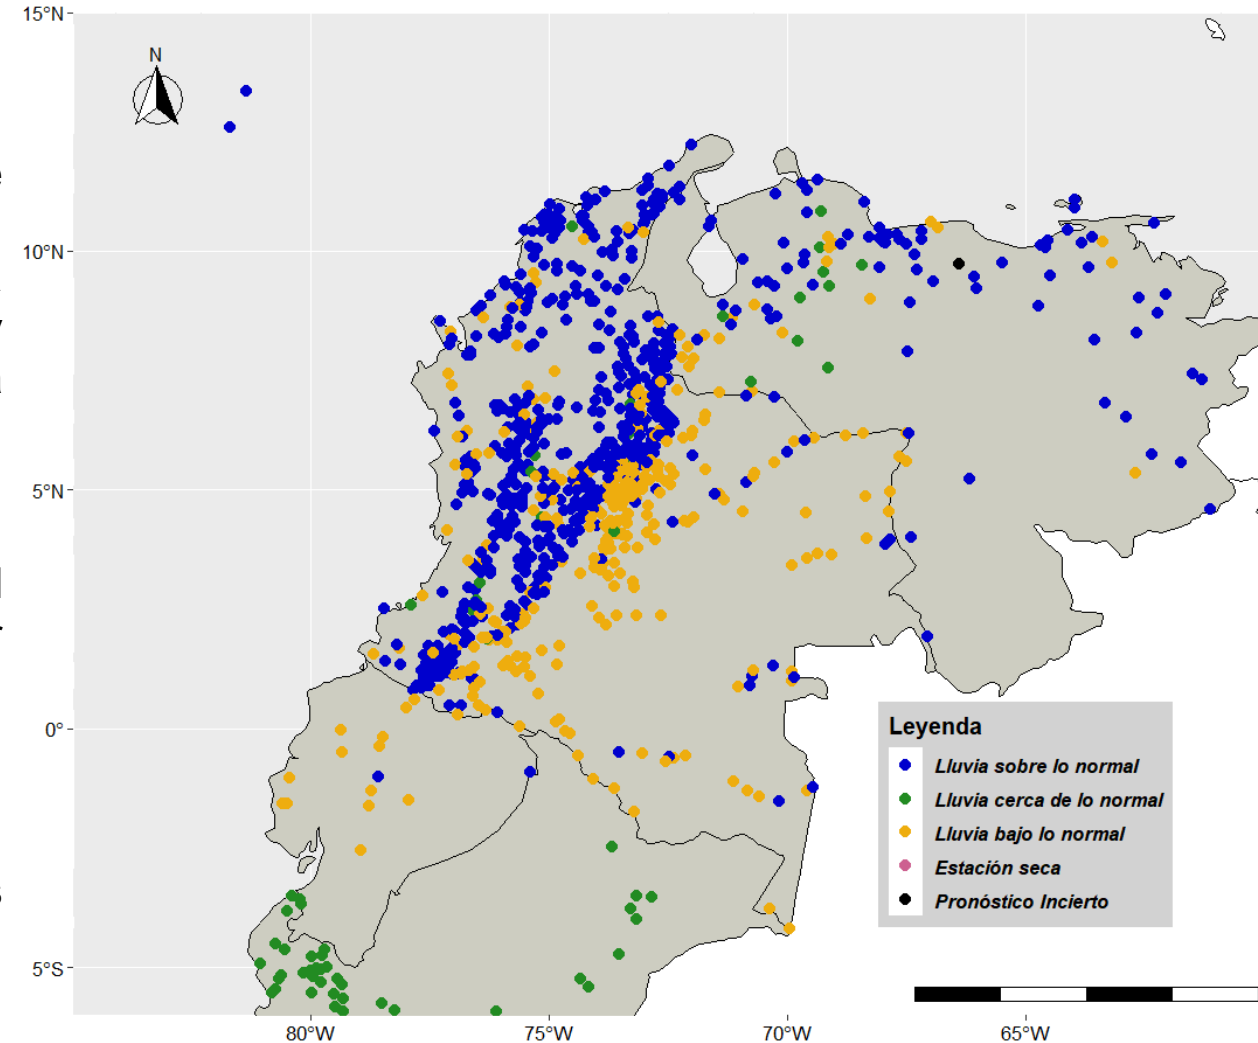 15°N
N
10°N
5°N
0°
5°S
80°W
75°W
70°W
65°W
Leyenda
Lluvia sobre lo normal
Lluvia cerca de lo normal
Lluvia bajo lo normal
Estación seca
Pronóstico Incierto